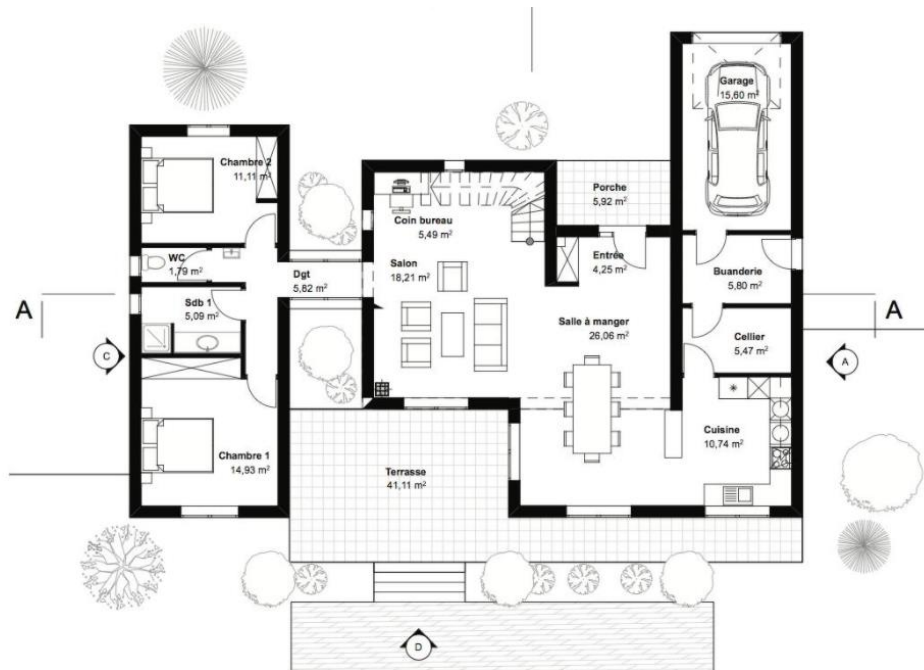 Garage
15,60 m²
Chambre 2
11,11 m²
Porche
5,92 m²
Coin bureau
5,49 m²
WC
1,79 m²
Entrée
4,25 m²
Salon
18,21 m²
Dgt
5,82 m²
Buanderie
5,80 m²
Sdb 1
5,09 m²
A
A
Salle à manger
26,06 m²
Cellier
5,47 m²
C
A
Cuisine
10,74 m²
Chambre 1
14,93 m²
Terrasse
41,11 m²
D